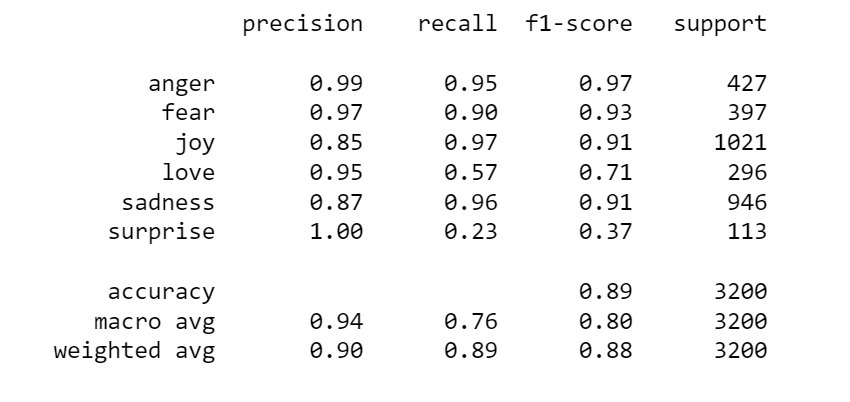 precision recall f1-score support
anger 0.99 0.95 0.97 427
fear 0.97 0.90 0.93 397
joy 0.85 0.97 0.91 1021
love 0.95 0.57 0.71 296
sadness 0.87 0.96 0.91 946
surprise 1.00 0.23 0.37 113
accuracy 0.89 3200
macro avg 0.94 0.76 0.80 3200
weighted avg 0.90 0.89 0.88 3200